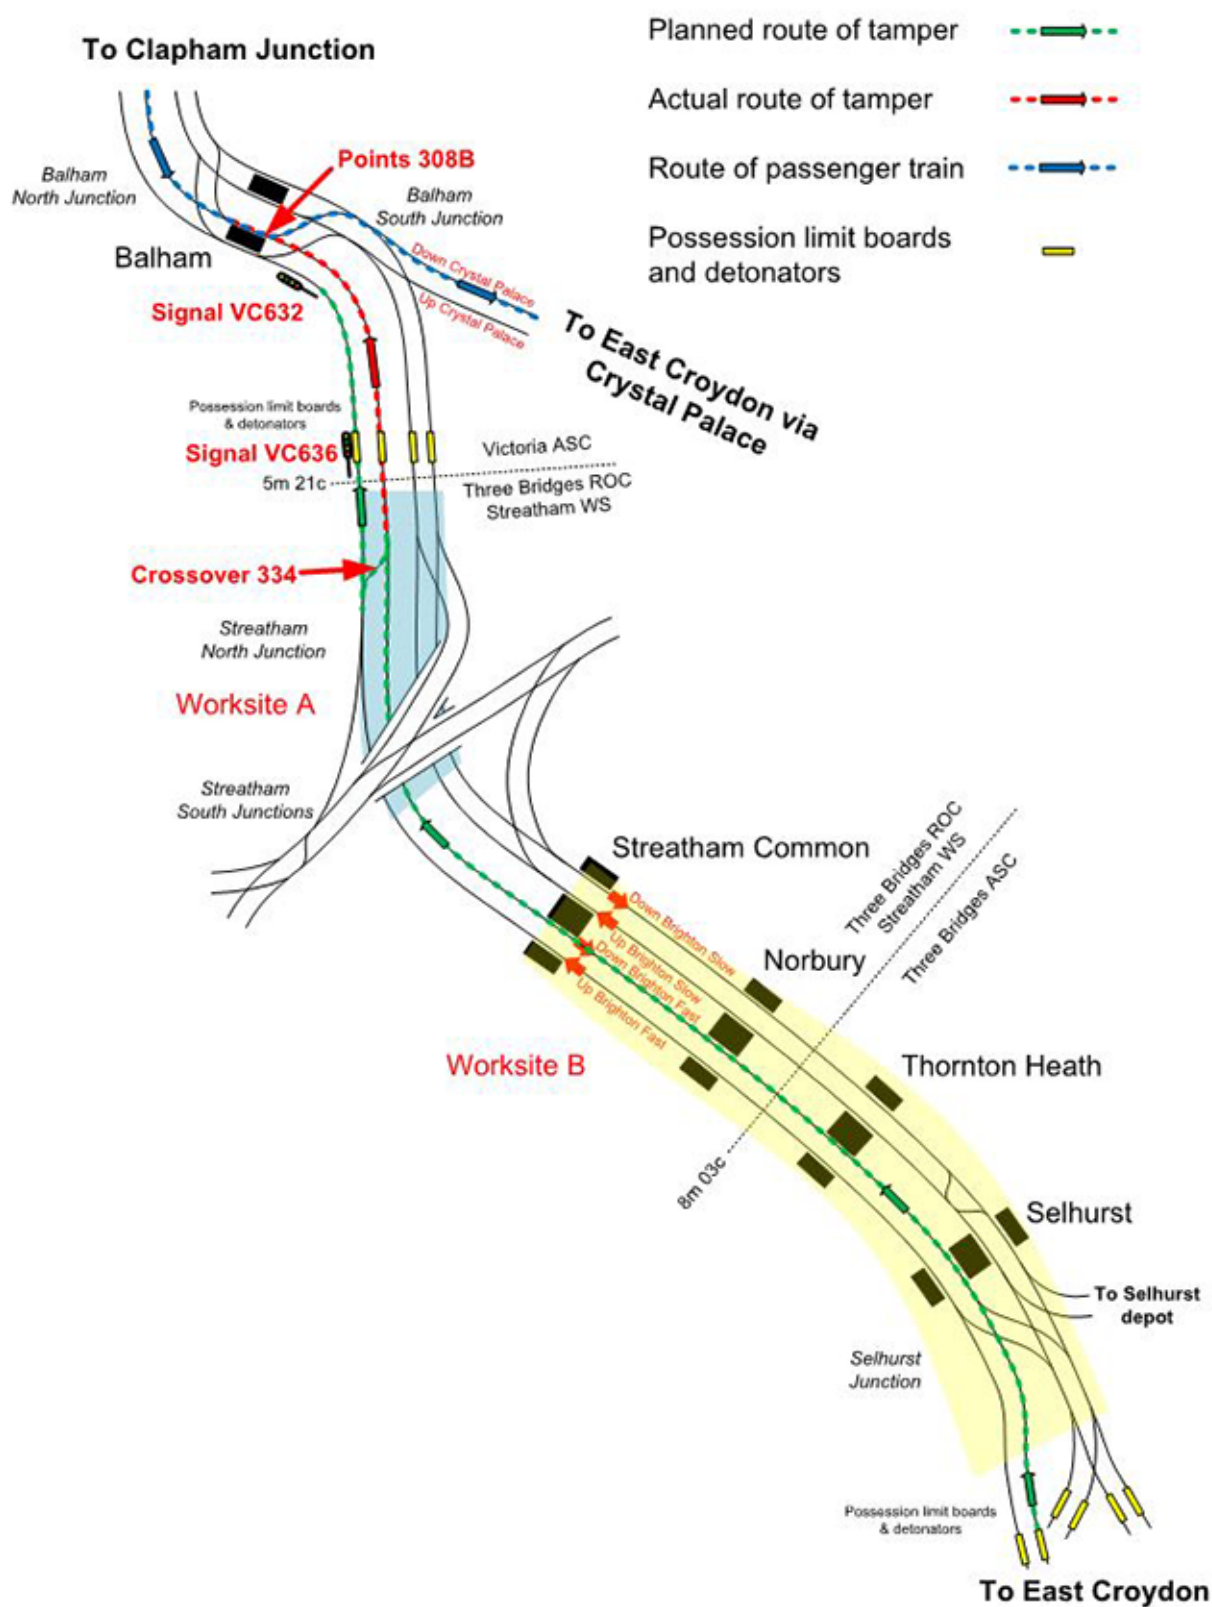 To Clapham Junction
Planned route of tamper
Actual route of tamper
Route of passenger train
Possession limit boards
and detonators
Points 308B
Balham
North Junction
Balham
South Junction
Balham
Down Crystal Palace
Up Crystal Palace
Signal VC632
To East Croydon via
Crystal Palace
Possession limit boards
& detonators
Signal VC636
Victoria ASC
5m 21c
Three Bridges ROC
Streatham WS
Crossover 334
Streatham
North Junction
Worksite A
Streatham
South Junctions
Streatham Common
Three Bridges ROC
Streatham WS
Three Bridges ASC
Down Brighton Slow
Up Brighton Slow
Down Brighton Fast
Up Brighton Fast
Norbury
Worksite B
Thornton Heath
8m 03c
Selhurst
To Selhurst
depot
Selhurst
Junction
Possession limit boards
& detonators
To East Croydon